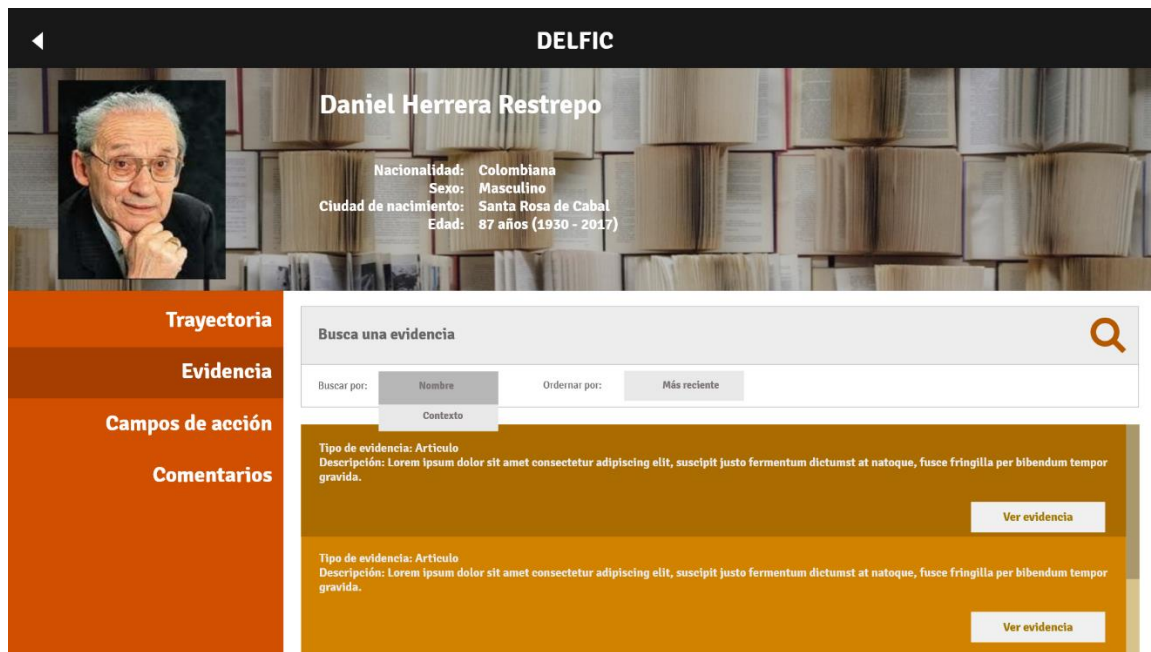 DELFIC
Daniel Herrera Restrepo
Nacionalidad: Colombiana
Sexo: Masculino
Ciudad de nacimiento: Santa Rosa de Cabal
Edad: 87 años (1930 - 2017)
Trayectoria
Evidencia
Campos de acción
Comentarios
Busca una evidencia
Buscar por: Nombre Ordernar por: Más reciente
Contexto
Tipo de evidencia: Articulo
Descripción: Lorem ipsum dolor sit amet consectetur adipiscing elit, suscipit justo fermentum dictumst at natoque, fusce fringilla per bibendum tempor
gravida.
Ver evidencia
Tipo de evidencia: Articulo
Descripción: Lorem ipsum dolor sit amet consectetur adipiscing elit, suscipit justo fermentum dictumst at natoque, fusce fringilla per bibendum tempor
gravida.
Ver evidencia